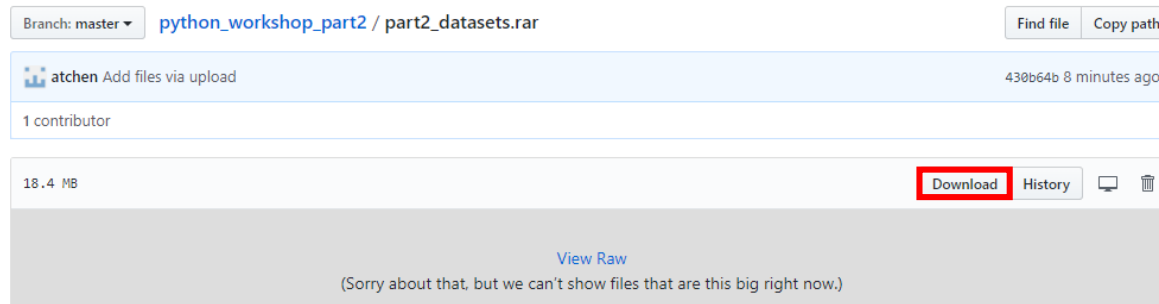 Branch: master python_workshop_part2 / part2_datasets.rar Find file Copy path
atchen Add files via upload 430b64b 8 minutes ago
1 contributor
18.4 MB Download History
View Raw
(Sorry about that, but we can't show files that are this big right now.)